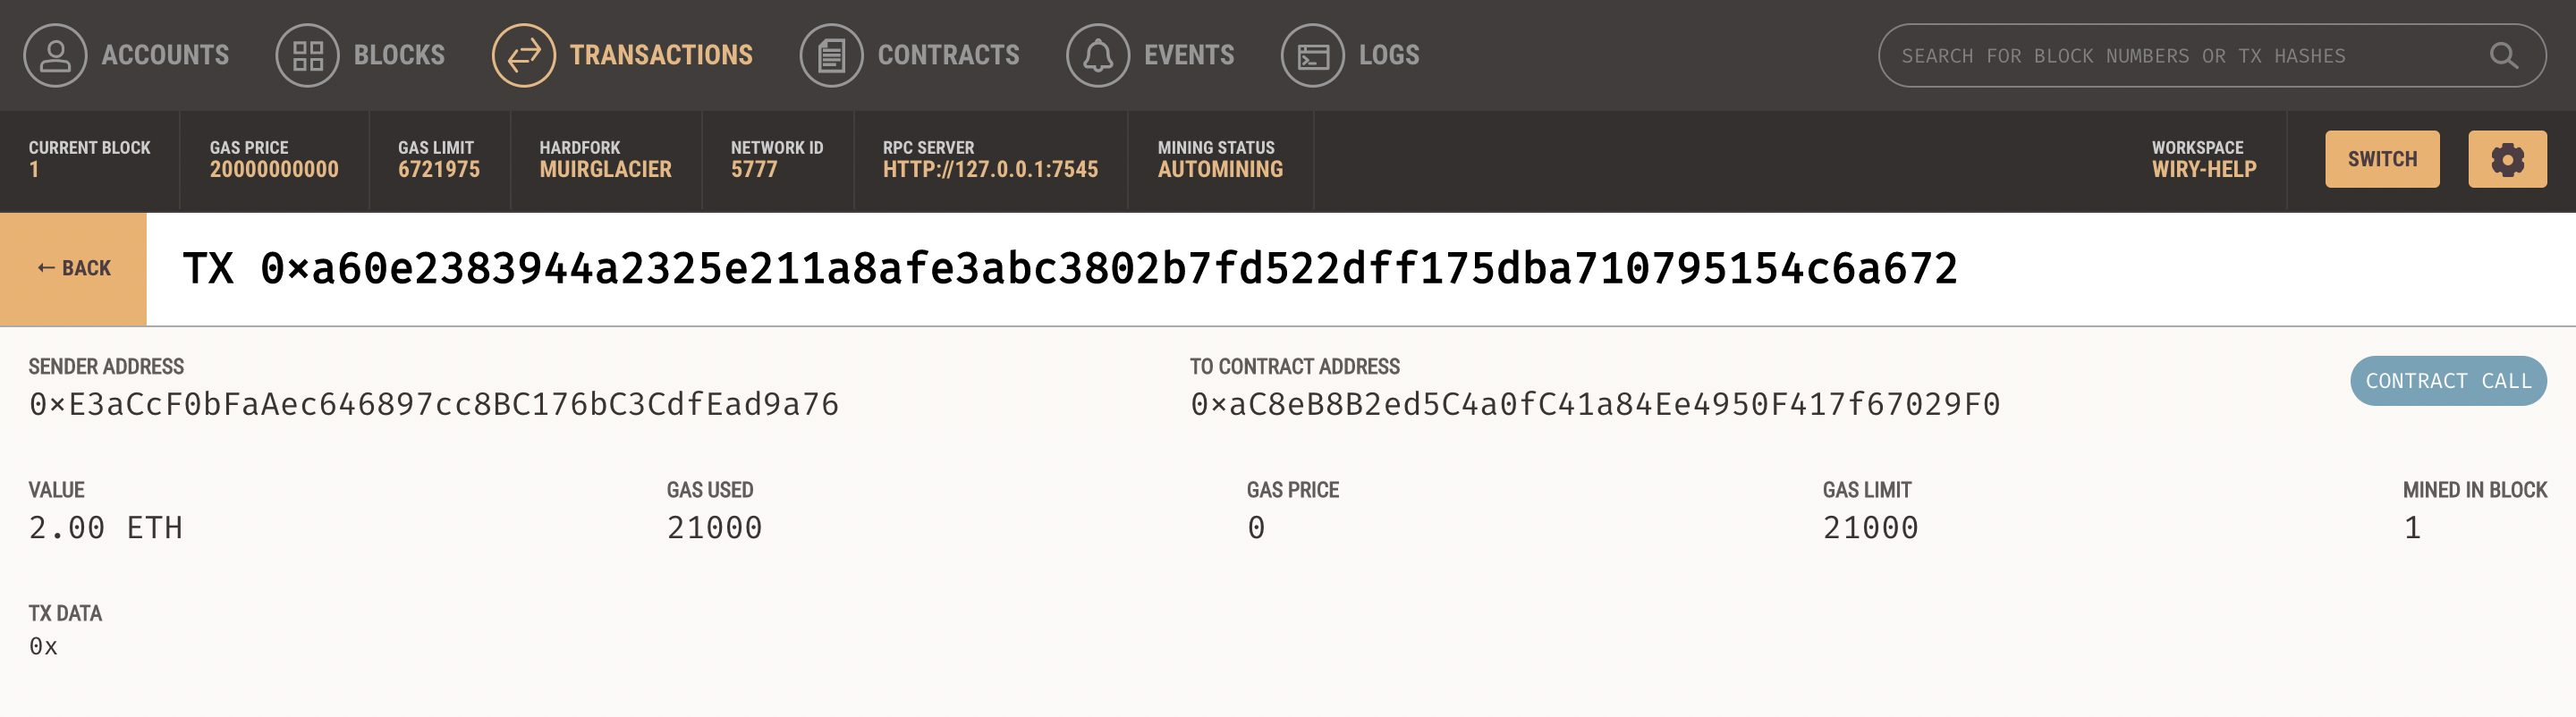 ACCOUNTS BLOCKS TRANSACTIONS CONTRACTS EVENTS LOGS SEARCH FOR BLOCK NUMBERS OR TX HASHES
CURRENT BLOCK GAS PRICE GAS LIMIT HARDFORK NETWORK ID RPC SERVER MINING STATUS WORKSPACE
1 20000000000 6721975 MUIRGLACIER 5777 HTTP://127.0.0.1:7545 AUTOMINING WIRY-HELP SWITCH
← BACK TX 0×a60e2383944a2325e211a8afe3abc3802b7fd522dff175dba710795154c6a672
SENDER ADDRESS TO CONTRACT ADDRESS
0×E3aCcF0bFaAec646897cc8BC176bC3CdfEad9a76 0×aC8eB8B2ed5C4a0fC41a84Ee4950F417f67029F0 CONTRACT CALL
VALUE GAS USED GAS PRICE GAS LIMIT MINED IN BLOCK
2.00 ETH 21000 0 21000 1
TX DATA
0x